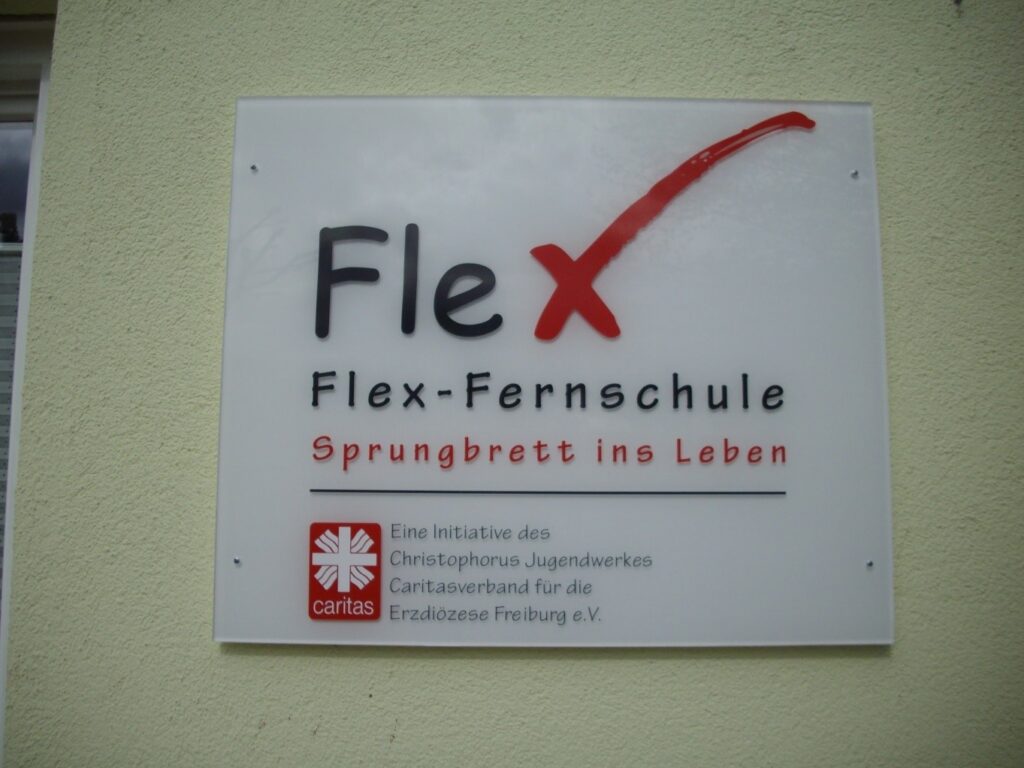 Flex
Flex-Fernschule
Sprungbrett ins Leben
Eine Initiative des
Christophorus Jugendwerkes
Caritasverband für die
Erzdiözese Freiburg e.V.
caritas